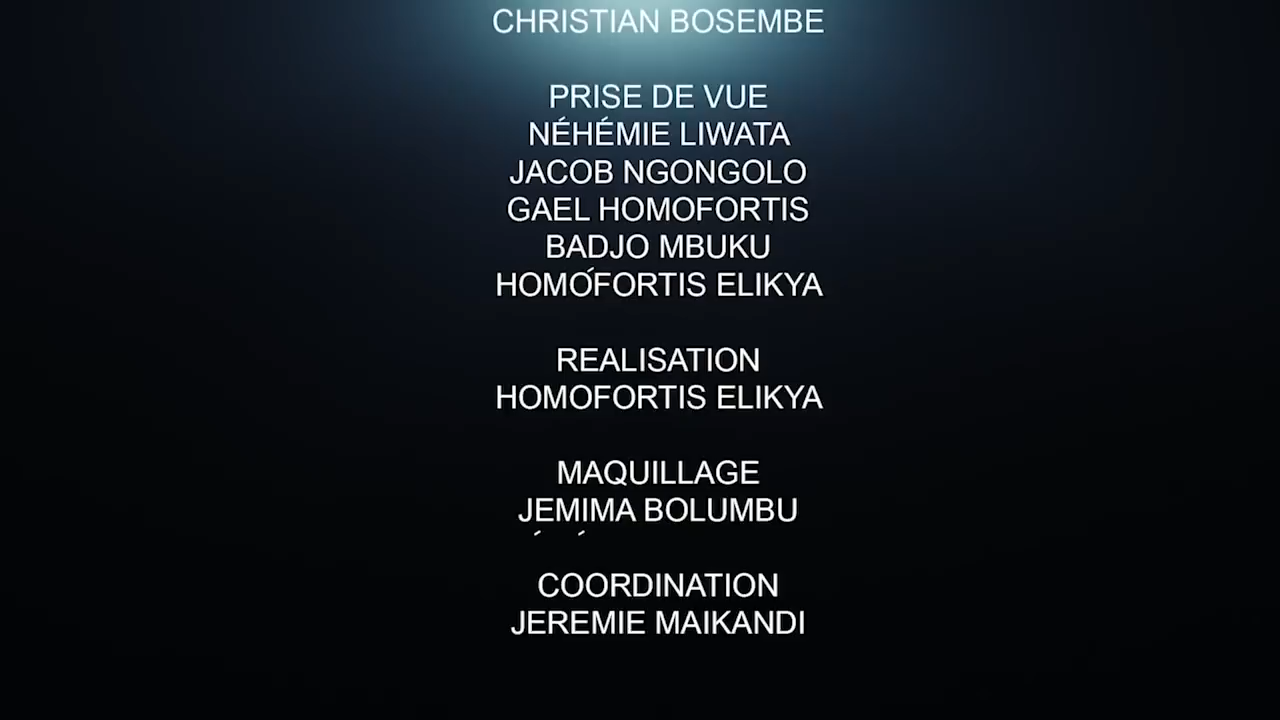 CHRISTIAN BOSEMBE
PRISE DE VUE
NÉHÉMIE LIWATA
JACOB NGONGOLO
GAEL HOMOFORTIS
BADJO MBUKU
HOMOFORTIS ELIKYA
REALISATION
HOMOFORTIS ELIKYA
MAQUILLAGE
JEMIMA BOLUMBU
COORDINATION
JEREMIE MAIKANDI